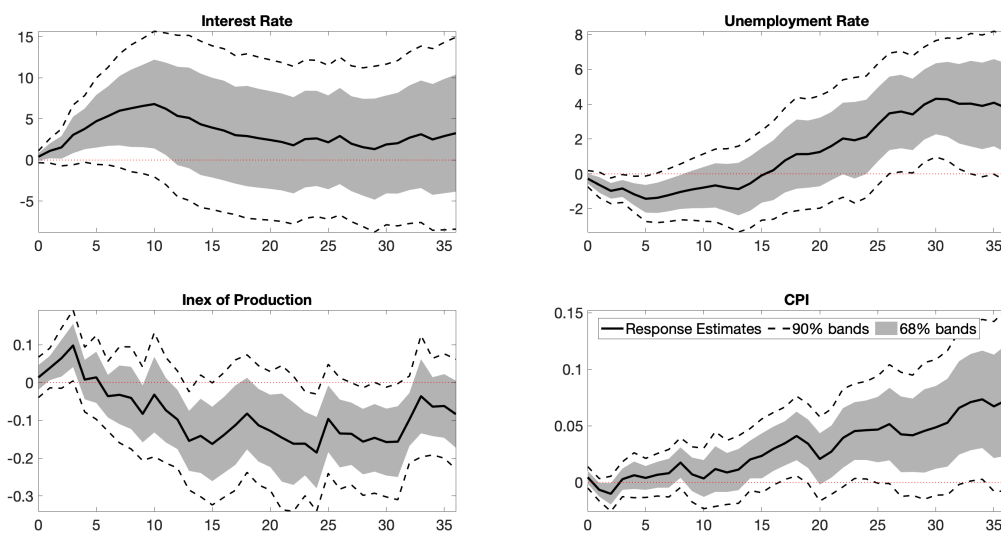 Interest Rate
15
10
5
0
-5
0 5 10 15 20 25 30 35
Unemployment Rate
8
6
4
2
0
-2
0 5 10 15 20 25 30 35
Inex of Production
0.1
0
-0.1
-0.2
-0.3
0 5 10 15 20 25 30 35
CPI
0.15
Response Estimates 90% bands 68% bands
0.1
0.05
0
0 5 10 15 20 25 30 35